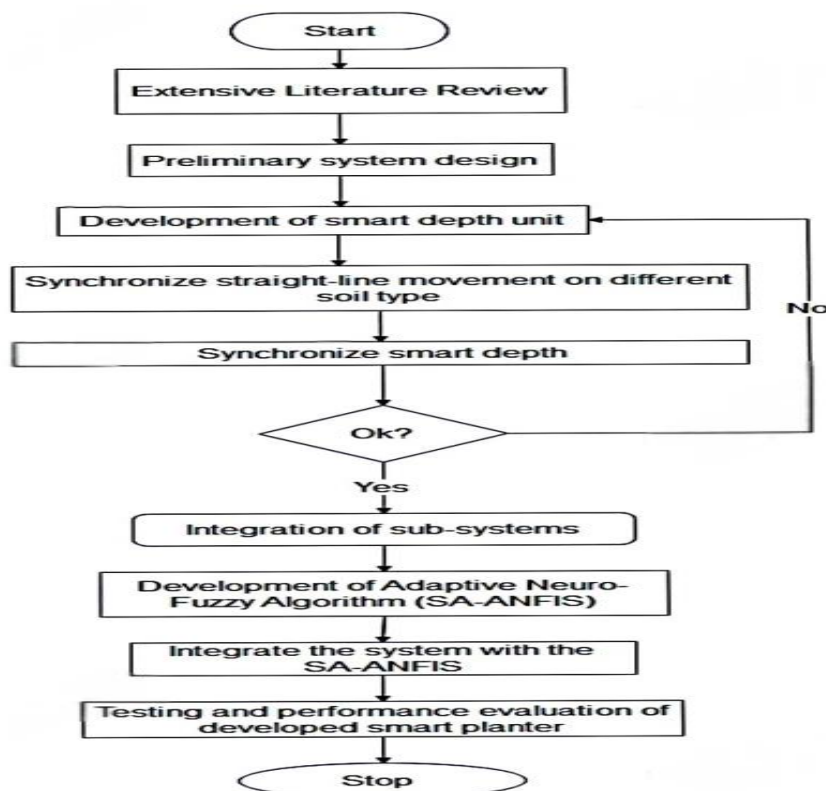 Start
Extensive Literature Review
Preliminary system design
Development of smart depth unit
Synchronize straight-line movement on different
soil type
No
Synchronize smart depth
Ok?
Yes
Integration of sub-systems
Development of Adaptive Neuro-
Fuzzy Algorithm (SA-ANFIS)
Integrate the system with the
SA-ANFIS
Testing and performance evaluation of
developed smart planter
Stop